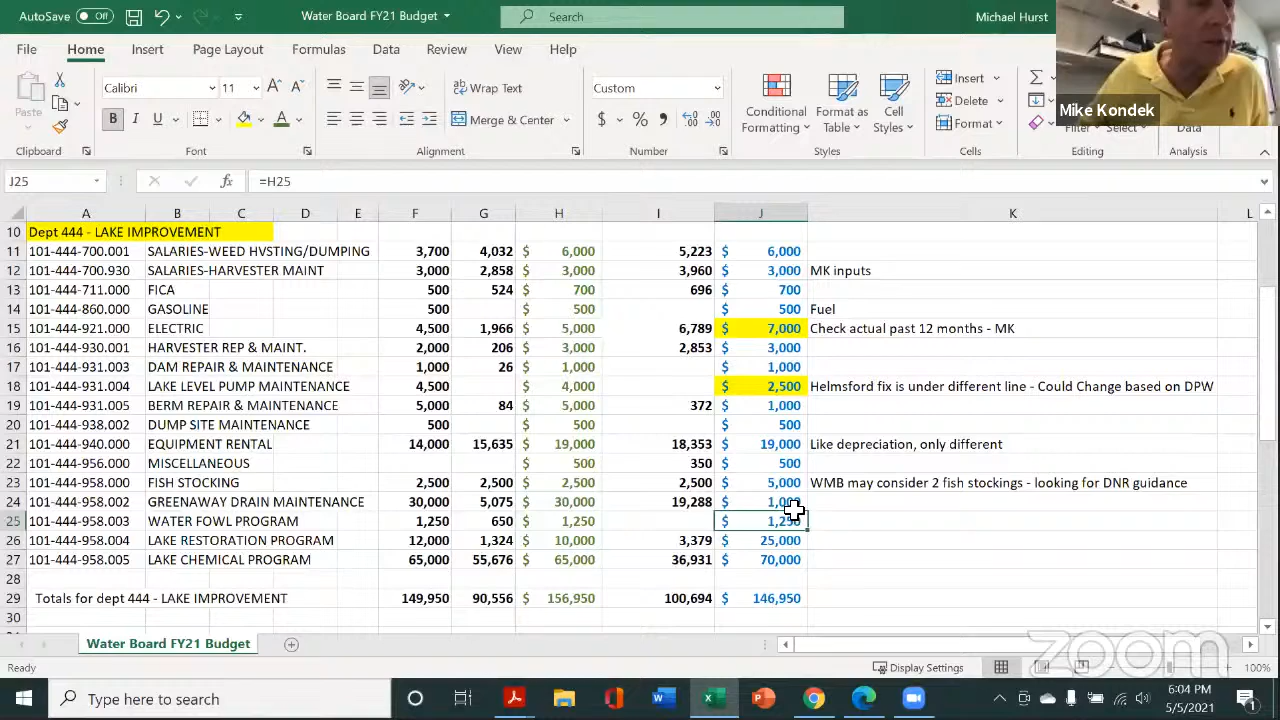 AutoSave Off Water Board FY21 Budget Search Michael Hurst
File Home Insert Page Layout Formulas Data Review View Help
Paste Calibri 11 Wrap Text Custom Conditional Formatting Format as Table Cell Styles Insert
B I U A Merge & Center $ % Delete
Format
Clipboard Font Alignment Number Styles Cells Editing Analysis
Mike Kondek
J25 fx =H25
A B C D E F G H I J K L
10 Dept 444 - LAKE IMPROVEMENT
11 101-444-700.001 SALARIES-WEED HVSTING/DUMPING 3,700 4,032 $ 6,000 5,223 $ 6,000
12 101-444-700.930 SALARIES-HARVESTER MAINT 3,000 2,858 $ 3,000 3,960 $ 3,000 MK inputs
13 101-444-711.000 FICA 500 524 $ 700 696 $ 700
14 101-444-860.000 GASOLINE 500 $ 500 $ 500 Fuel
15 101-444-921.000 ELECTRIC 4,500 1,966 $ 5,000 6,789 $ 7,000 Check actual past 12 months - MK
16 101-444-930.001 HARVESTER REP & MAINT. 2,000 206 $ 3,000 2,853 $ 3,000
17 101-444-931.003 DAM REPAIR & MAINTENANCE 1,000 26 $ 1,000 $ 1,000
18 101-444-931.004 LAKE LEVEL PUMP MAINTENANCE 4,500 $ 4,000 $ 2,500 Helmsford fix is under different line - Could Change based on DPW
19 101-444-931.005 BERM REPAIR & MAINTENANCE 5,000 84 $ 5,000 372 $ 1,000
20 101-444-938.002 DUMP SITE MAINTENANCE 500 $ 500 $ 500
21 101-444-940.000 EQUIPMENT RENTAL 14,000 15,635 $ 19,000 18,353 $ 19,000 Like depreciation, only different
22 101-444-956.000 MISCELLANEOUS $ 500 350 $ 500
23 101-444-958.000 FISH STOCKING 2,500 2,500 $ 2,500 2,500 $ 5,000 WMB may consider 2 fish stockings - looking for DNR guidance
24 101-444-958.002 GREENAWAY DRAIN MAINTENANCE 30,000 5,075 $ 30,000 19,288 $ 1,000
25 101-444-958.003 WATER FOWL PROGRAM 1,250 650 $ 1,250 $ 1,250
26 101-444-958.004 LAKE RESTORATION PROGRAM 12,000 1,324 $ 10,000 3,379 $ 25,000
27 101-444-958.005 LAKE CHEMICAL PROGRAM 65,000 55,676 $ 65,000 36,931 $ 70,000
28
29 Totals for dept 444 - LAKE IMPROVEMENT 149,950 90,556 $ 156,950 100,694 $ 146,950
30
Water Board FY21 Budget
zoom
Ready Display Settings 100%
Type here to search 6:04 PM
5/5/2021